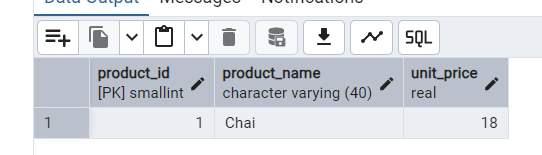 Data Output Messages Notifications
SQL
product_id product_name unit_price
[PK] smallint character varying (40) real
1 1 Chai 18